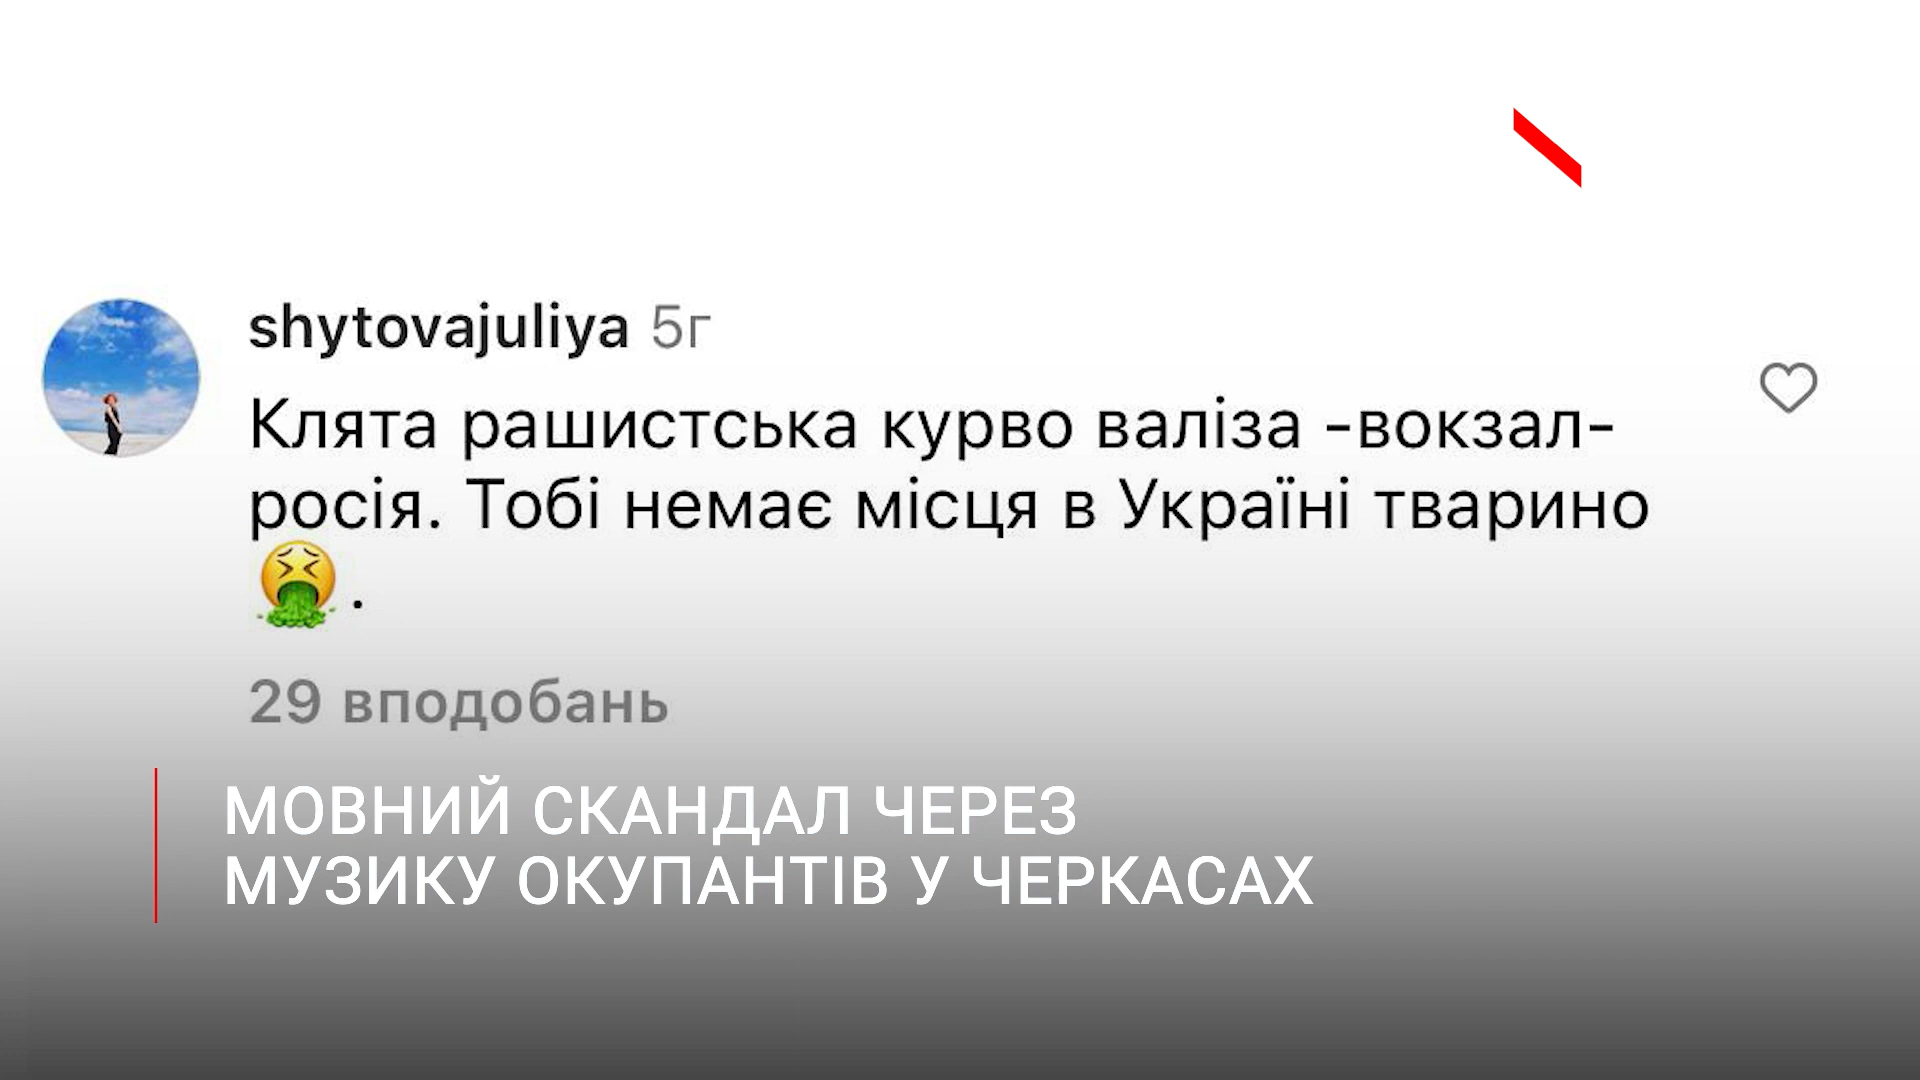 shytovajuliya 5г
Клята рашистська курво валіза -вокзал-
росія. Тобі немає місця в Україні тварино
🤮 .
29 вподобань
МОВНИЙ СКАНДАЛ ЧЕРЕЗ
МУЗИКУ ОКУПАНТІВ У ЧЕРКАСАХ